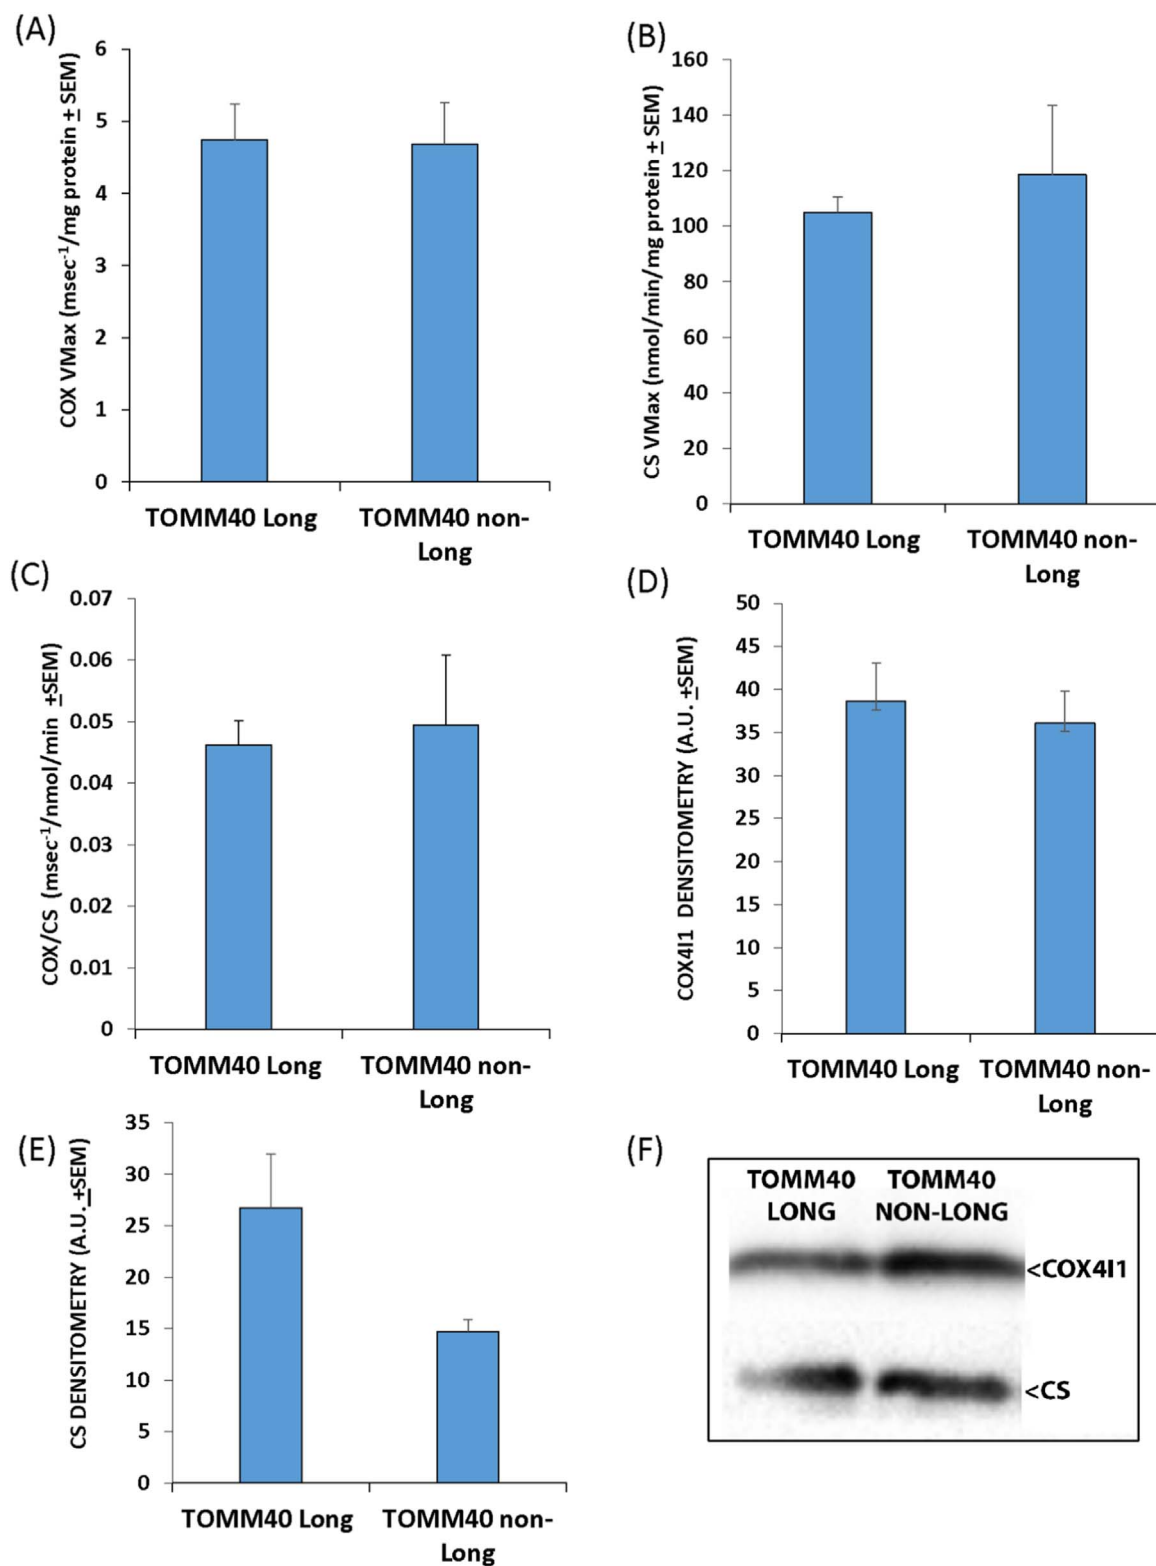 (A)
COX VMax (msec-1/mg protein ± SEM)
6
5
4
3
2
1
0
TOMM40 Long
TOMM40 non-
Long
(B)
CS VMax (nmol/min/mg protein ± SEM)
160
140
120
100
80
60
40
20
0
TOMM40 Long
TOMM40 non-
Long
(C)
COX/CS (msec-1/nmol/min ±SEM)
0.07
0.06
0.05
0.04
0.03
0.02
0.01
0
TOMM40 Long
TOMM40 non-
Long
(D)
COX4I1 DENSITOMETRY (A.U. ±SEM)
50
45
40
35
30
25
20
15
10
5
0
TOMM40 Long
TOMM40 non-
Long
(E)
CS DENSITOMETRY (A.U. ±SEM)
35
30
25
20
15
10
5
0
TOMM40 Long
TOMM40 non-
Long
(F)
TOMM40
LONG
TOMM40
NON-LONG
<COX4I1
<CS